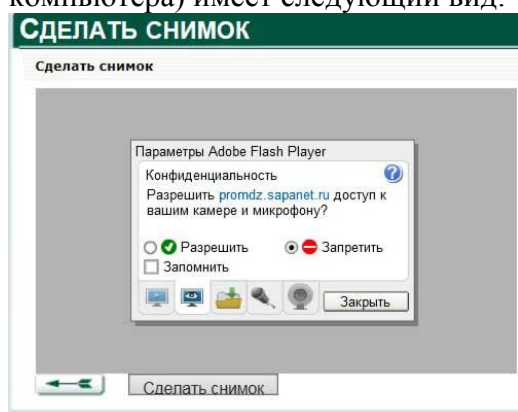 компьютера) имеет следующий вид:
СДЕЛАТЬ СНИМОК
Сделать снимок
Параметры Adobe Flash Player
Конфиденциальность
Разрешить promdz.sapanet.ru доступ к
вашим камере и микрофону?
Разрешить Запретить
Запомнить
Закрыть
Сделать снимок